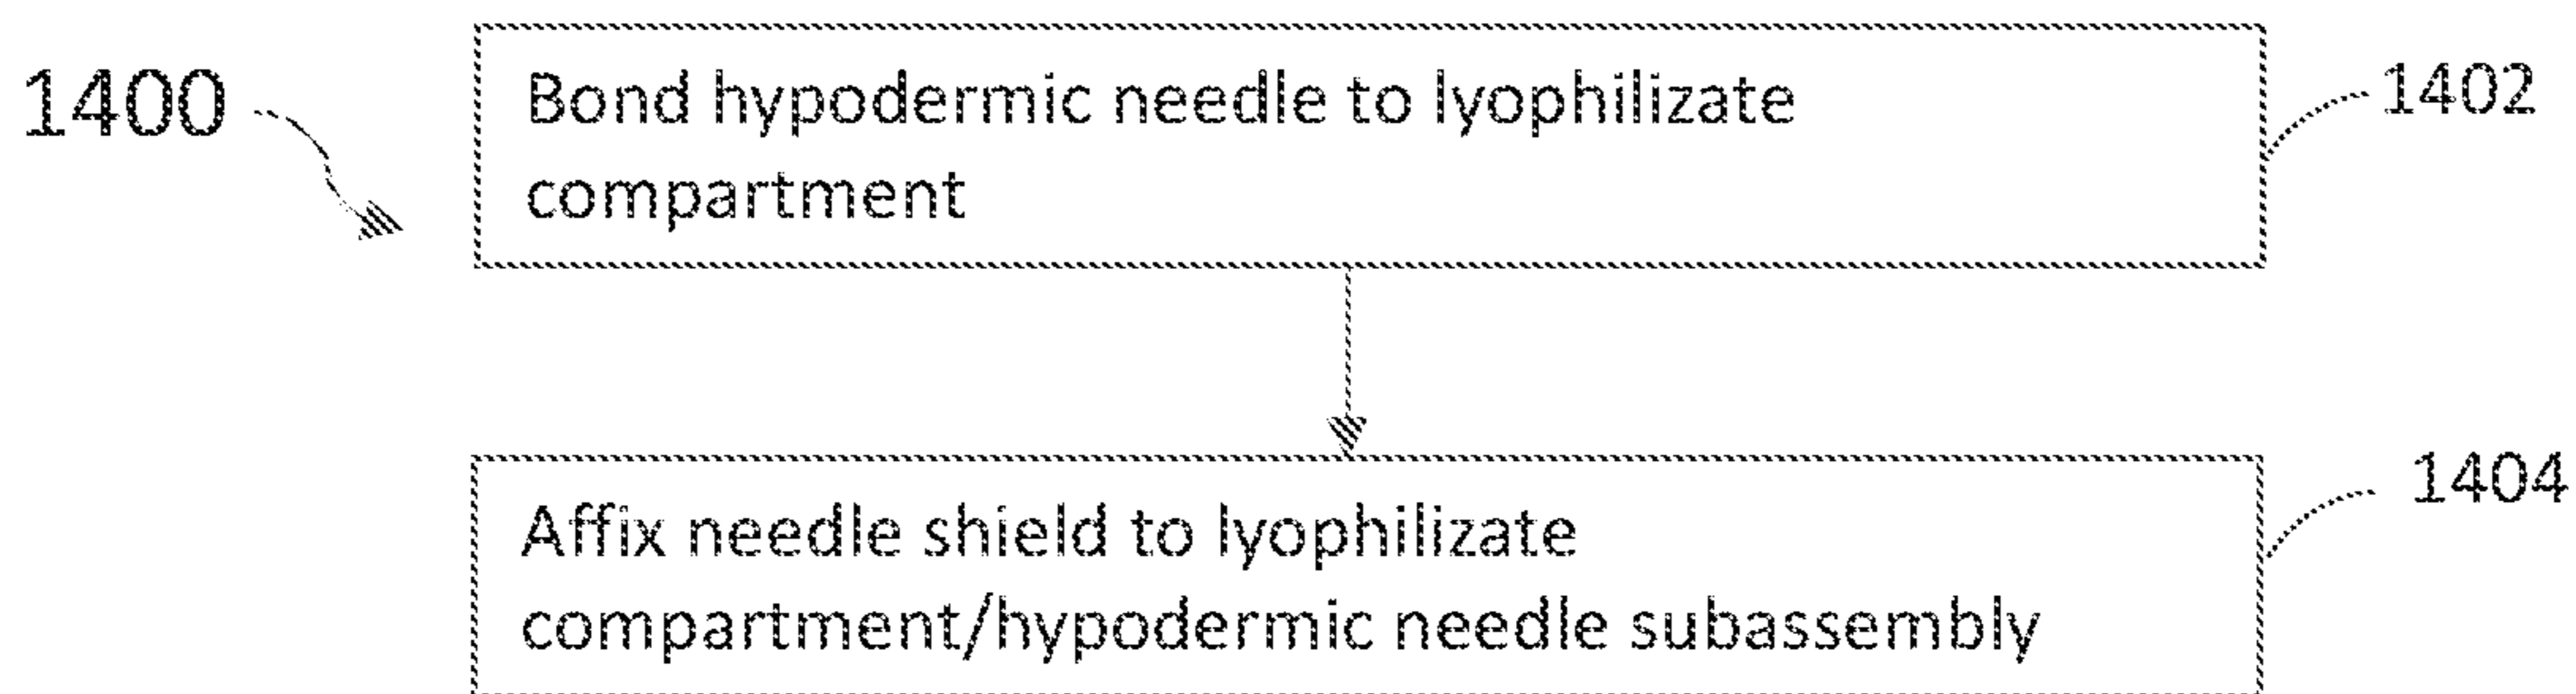 1400
Bond hypodermic needle to lyophilizate
compartment
1402
Affix needle shield to lyophilizate
compartment/hypodermic needle subassembly
1404